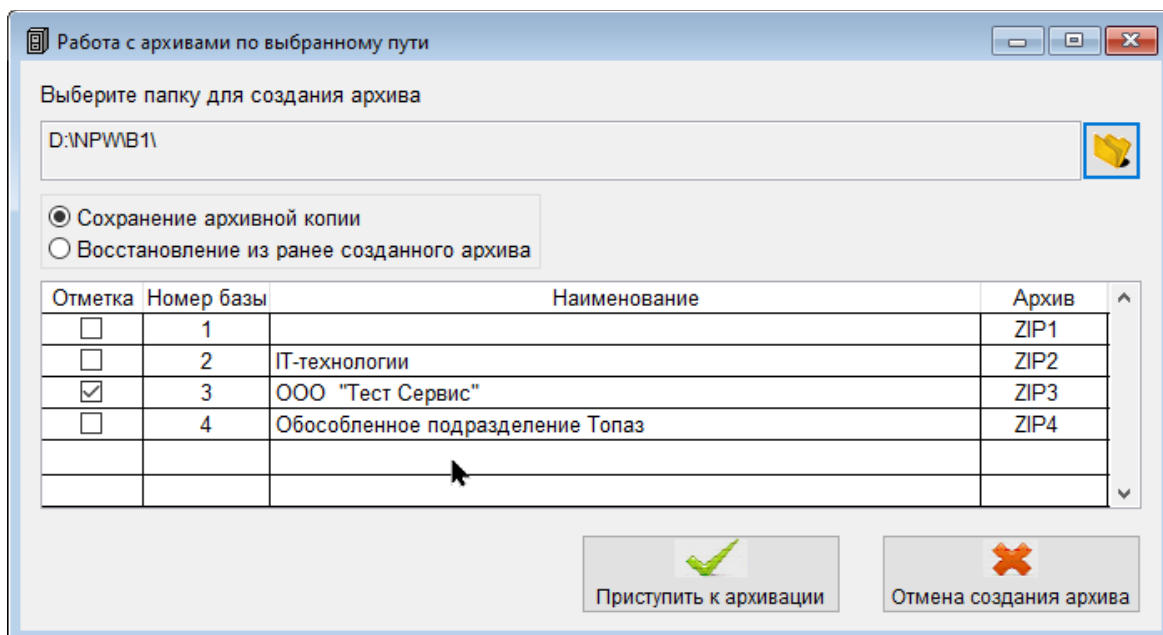 Работа с архивами по выбранному пути
Выберите папку для создания архива
D:\NPW\B1\
Сохранение архивной копии
Восстановление из ранее созданного архива
Отметка Номер базы Наименование Архив
1 ZIP1
2 IT-технологии ZIP2
3 ООО "Тест Сервис" ZIP3
4 Обособленное подразделение Топаз ZIP4
Приступить к архивации Отмена создания архива